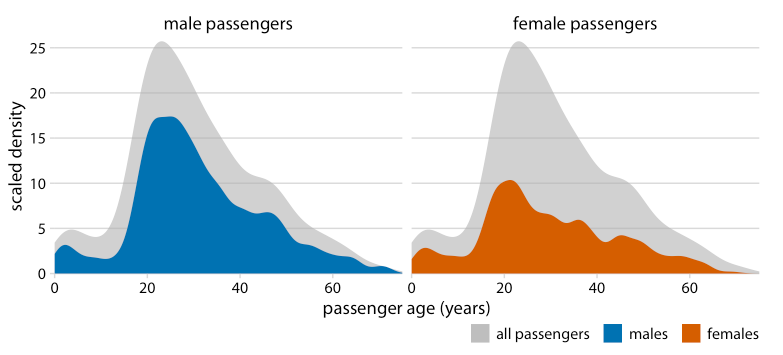 male passengers
female passengers
scaled density
25
20
15
10
5
0
0 20 40 60
0 20 40 60
passenger age (years)
all passengers males females